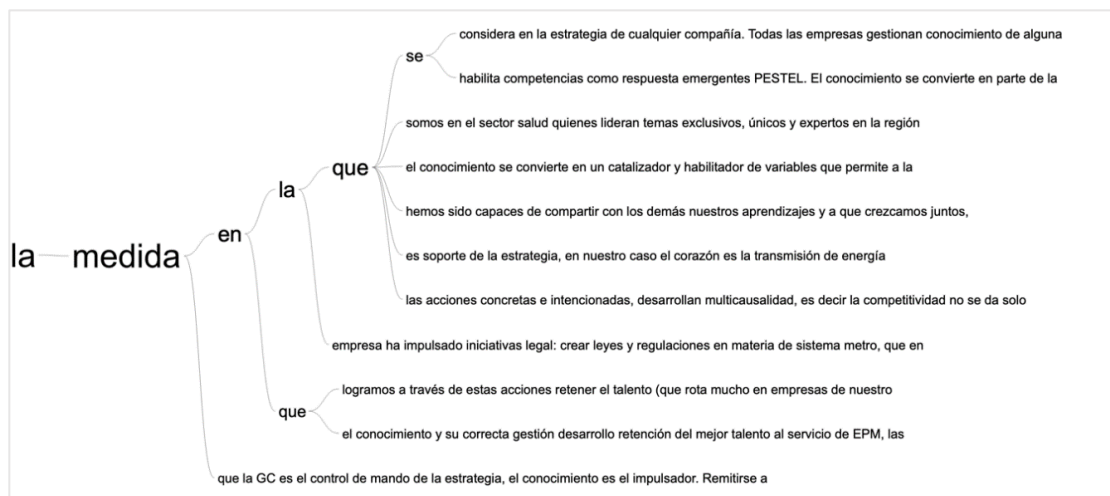 considera en la estrategia de cualquier compañía. Todas las empresas gestionan conocimiento de alguna
se
habilita competencias como respuesta emergentes PESTEL. El conocimiento se convierte en parte de la
somos en el sector salud quienes lideran temas exclusivos, únicos y expertos en la región
que
el conocimiento se convierte en un catalizador y habilitador de variables que permite a la
la
hemos sido capaces de compartir con los demás nuestros aprendizajes y a que crezcamos juntos,
en
la medida
es soporte de la estrategia, en nuestro caso el corazón es la transmisión de energía
las acciones concretas e intencionadas, desarrollan multicausalidad, es decir la competitividad no se da solo
empresa ha impulsado iniciativas legal: crear leyes y regulaciones en materia de sistema metro, que en
logramos a través de estas acciones retener el talento (que rota mucho en empresas de nuestro
que
el conocimiento y su correcta gestión desarrollo retención del mejor talento al servicio de EPM, las
que la GC es el control de mando de la estrategia, el conocimiento es el impulsador. Remitirse a